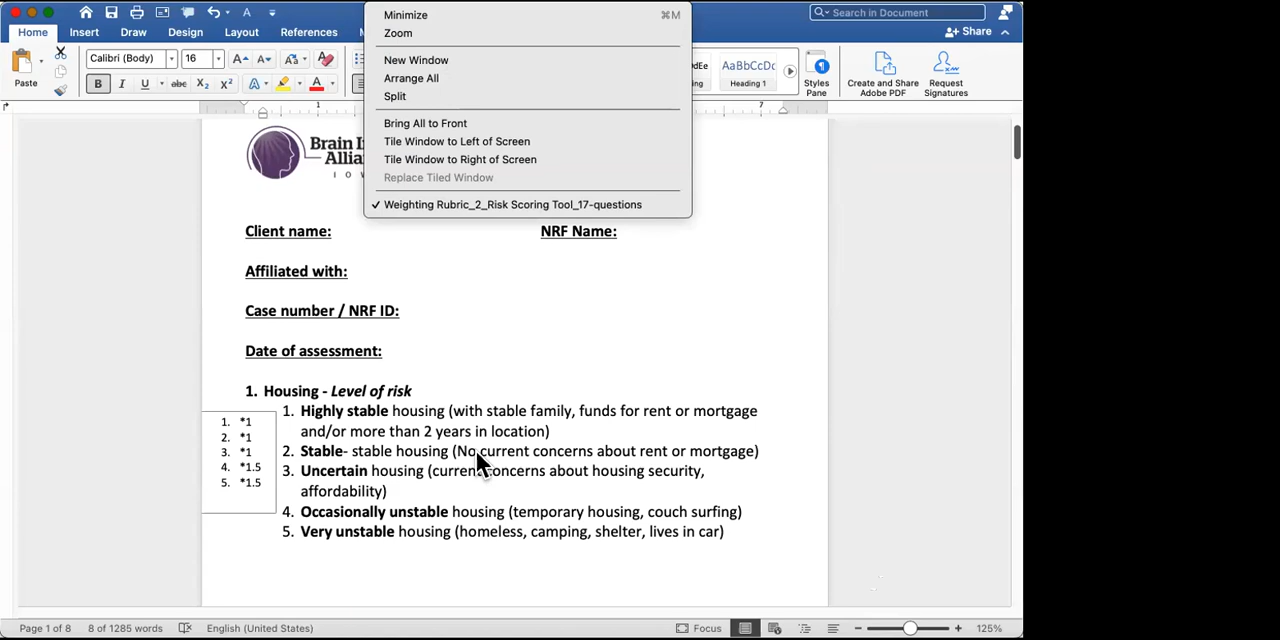 Search in Document
Home
Insert
Draw
Design
Layout
References
Share
Minimize
⌘M
Zoom
New Window
Arrange All
Split
Bring All to Front
Tile Window to Left of Screen
Tile Window to Right of Screen
Replace Tiled Window
✓ Weighting Rubric_2_Risk Scoring Tool_17-questions
Paste
Calibri (Body)
16
B I U abc X₂ X²
AaBbCcDc
Heading 1
Styles Pane
Create and Share Adobe PDF
Request Signatures
1
7
Brain
Allia
I O W
Client name:
NRF Name:
Affiliated with:
Case number / NRF ID:
Date of assessment:
1. Housing - Level of risk
1. Highly stable housing (with stable family, funds for rent or mortgage
and/or more than 2 years in location)
2. Stable- stable housing (No current concerns about rent or mortgage)
3. Uncertain housing (current concerns about housing security,
affordability)
4. Occasionally unstable housing (temporary housing, couch surfing)
5. Very unstable housing (homeless, camping, shelter, lives in car)
1. *1
2. *1
3. *1
4. *1.5
5. *1.5
Page 1 of 8
8 of 1285 words
English (United States)
Focus
125%